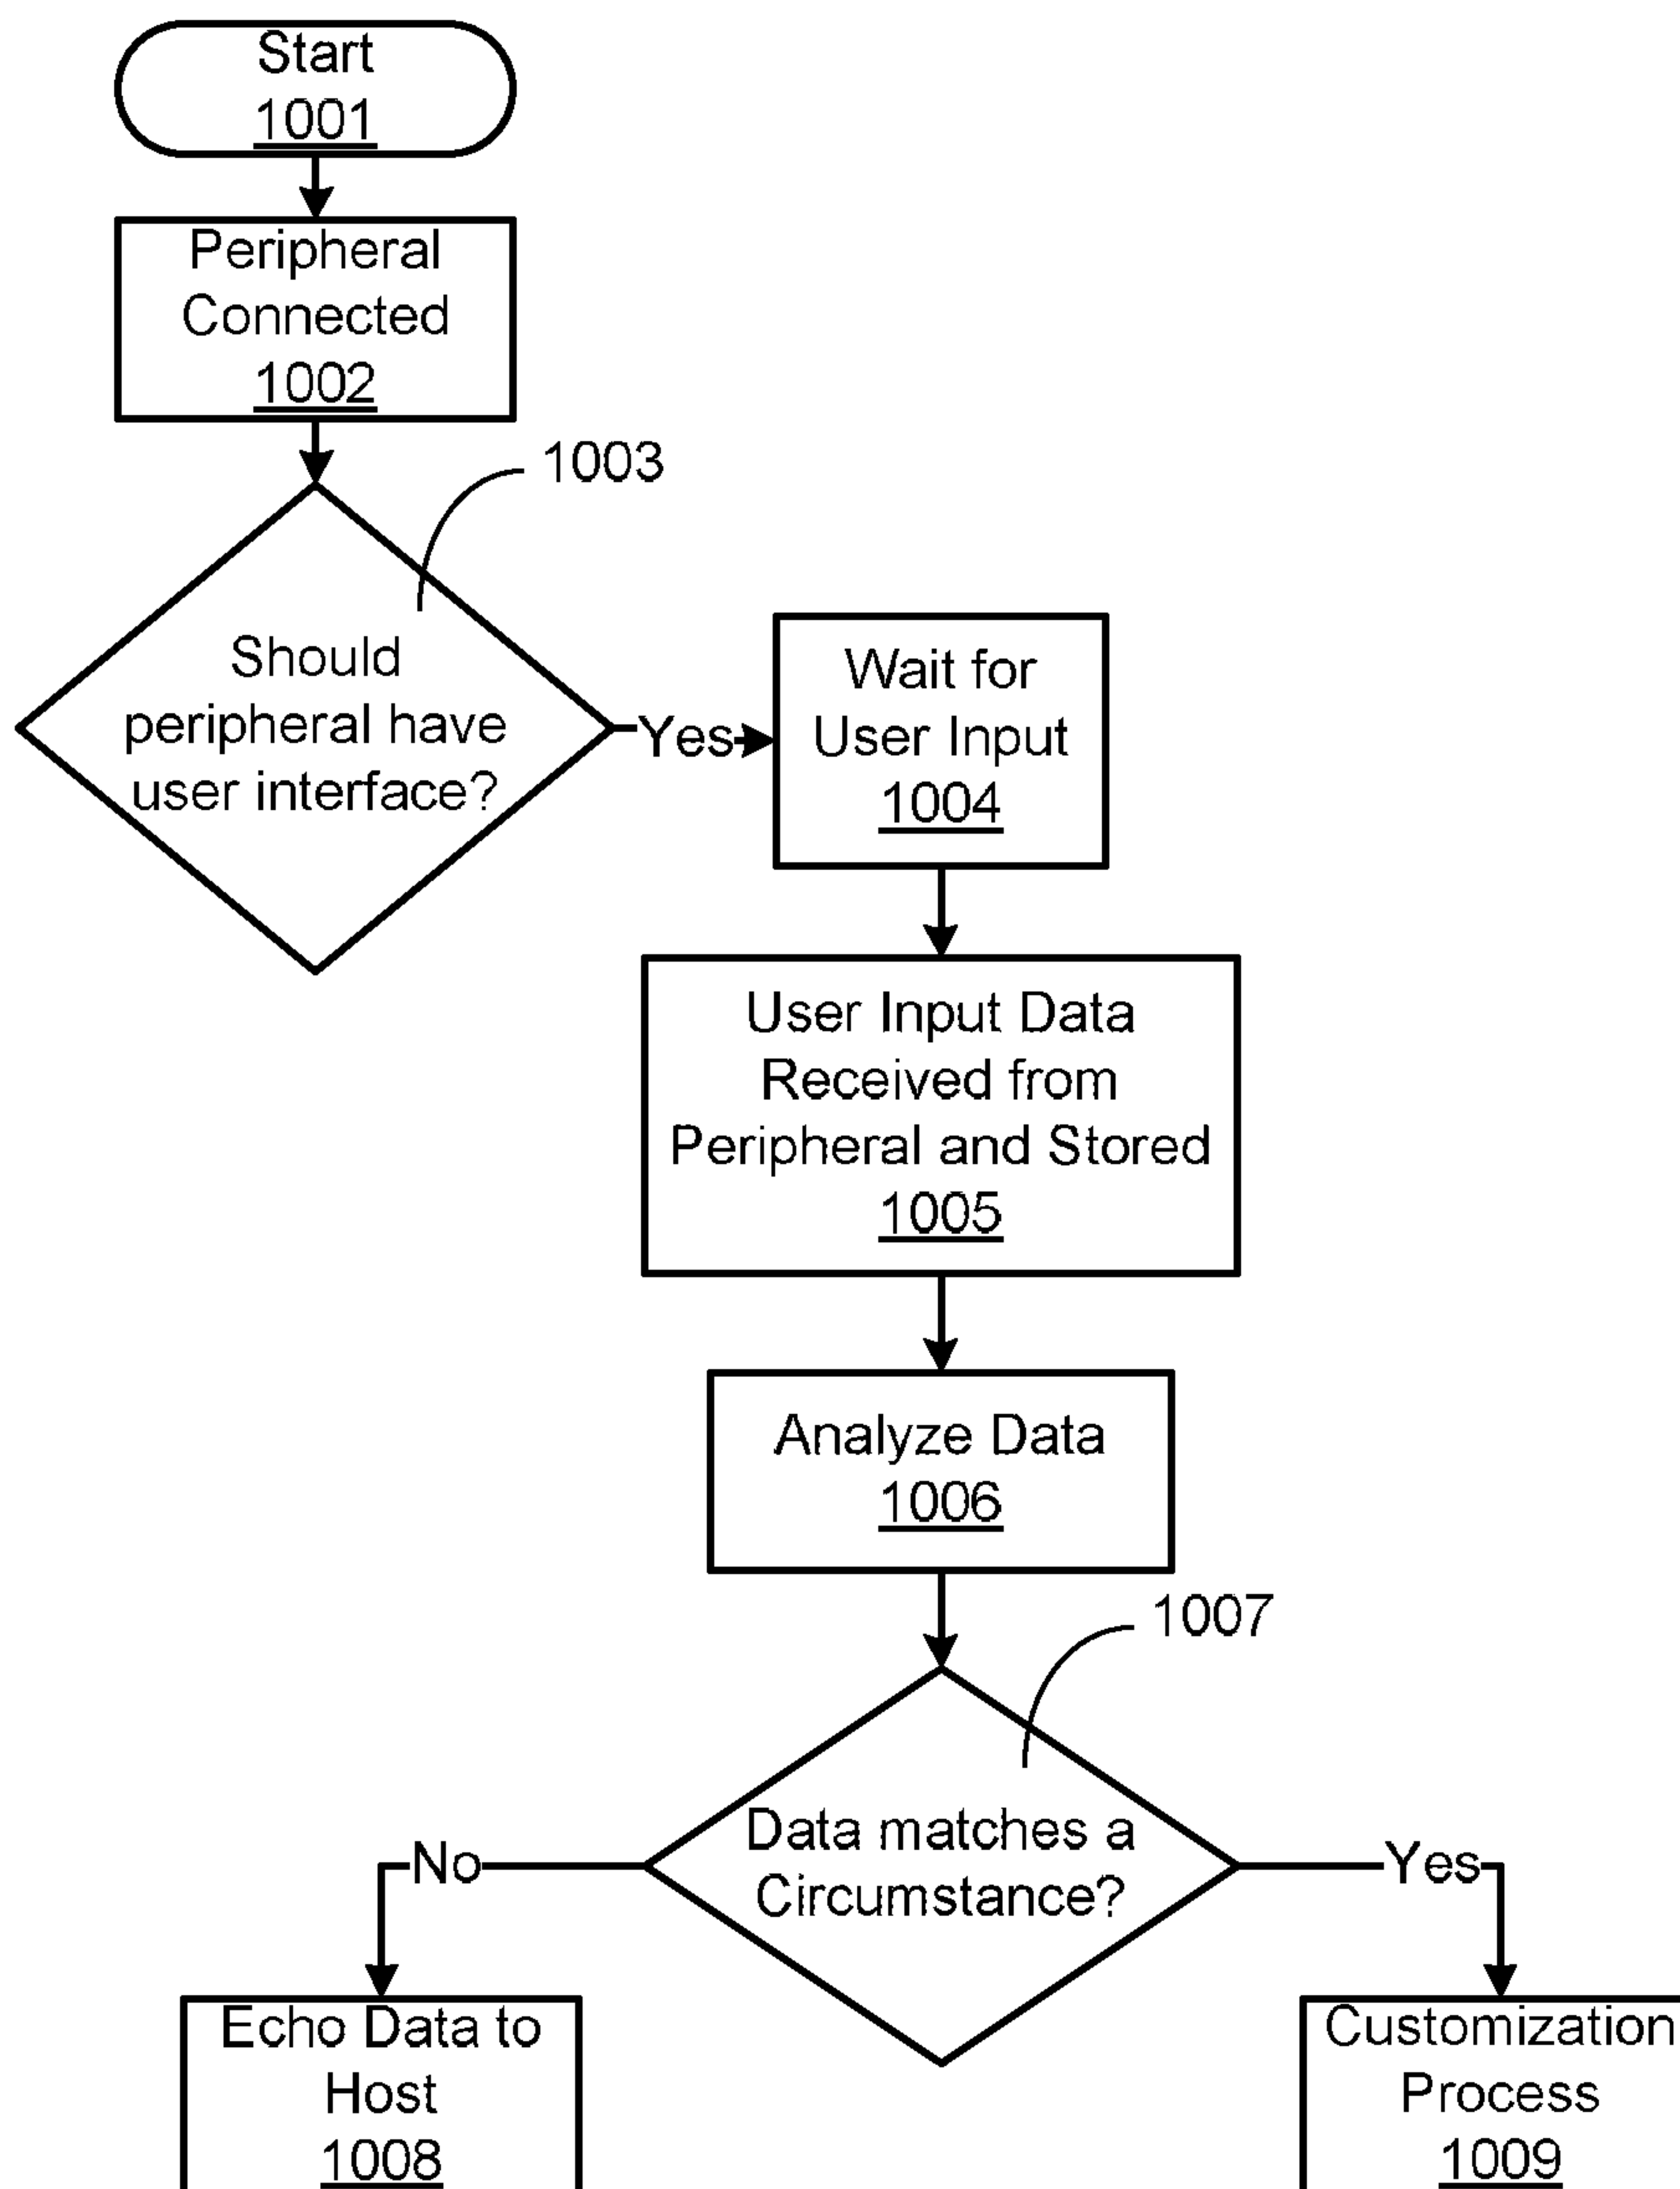 Start
1001
Peripheral
Connected
1002
1003
Should
peripheral have
user interface?
Yes
Wait for
User Input
1004
User Input Data
Received from
Peripheral and Stored
1005
Analyze Data
1006
1007
Data matches a
Circumstance?
No
Yes
Echo Data to
Host
1008
Customization
Process
1009